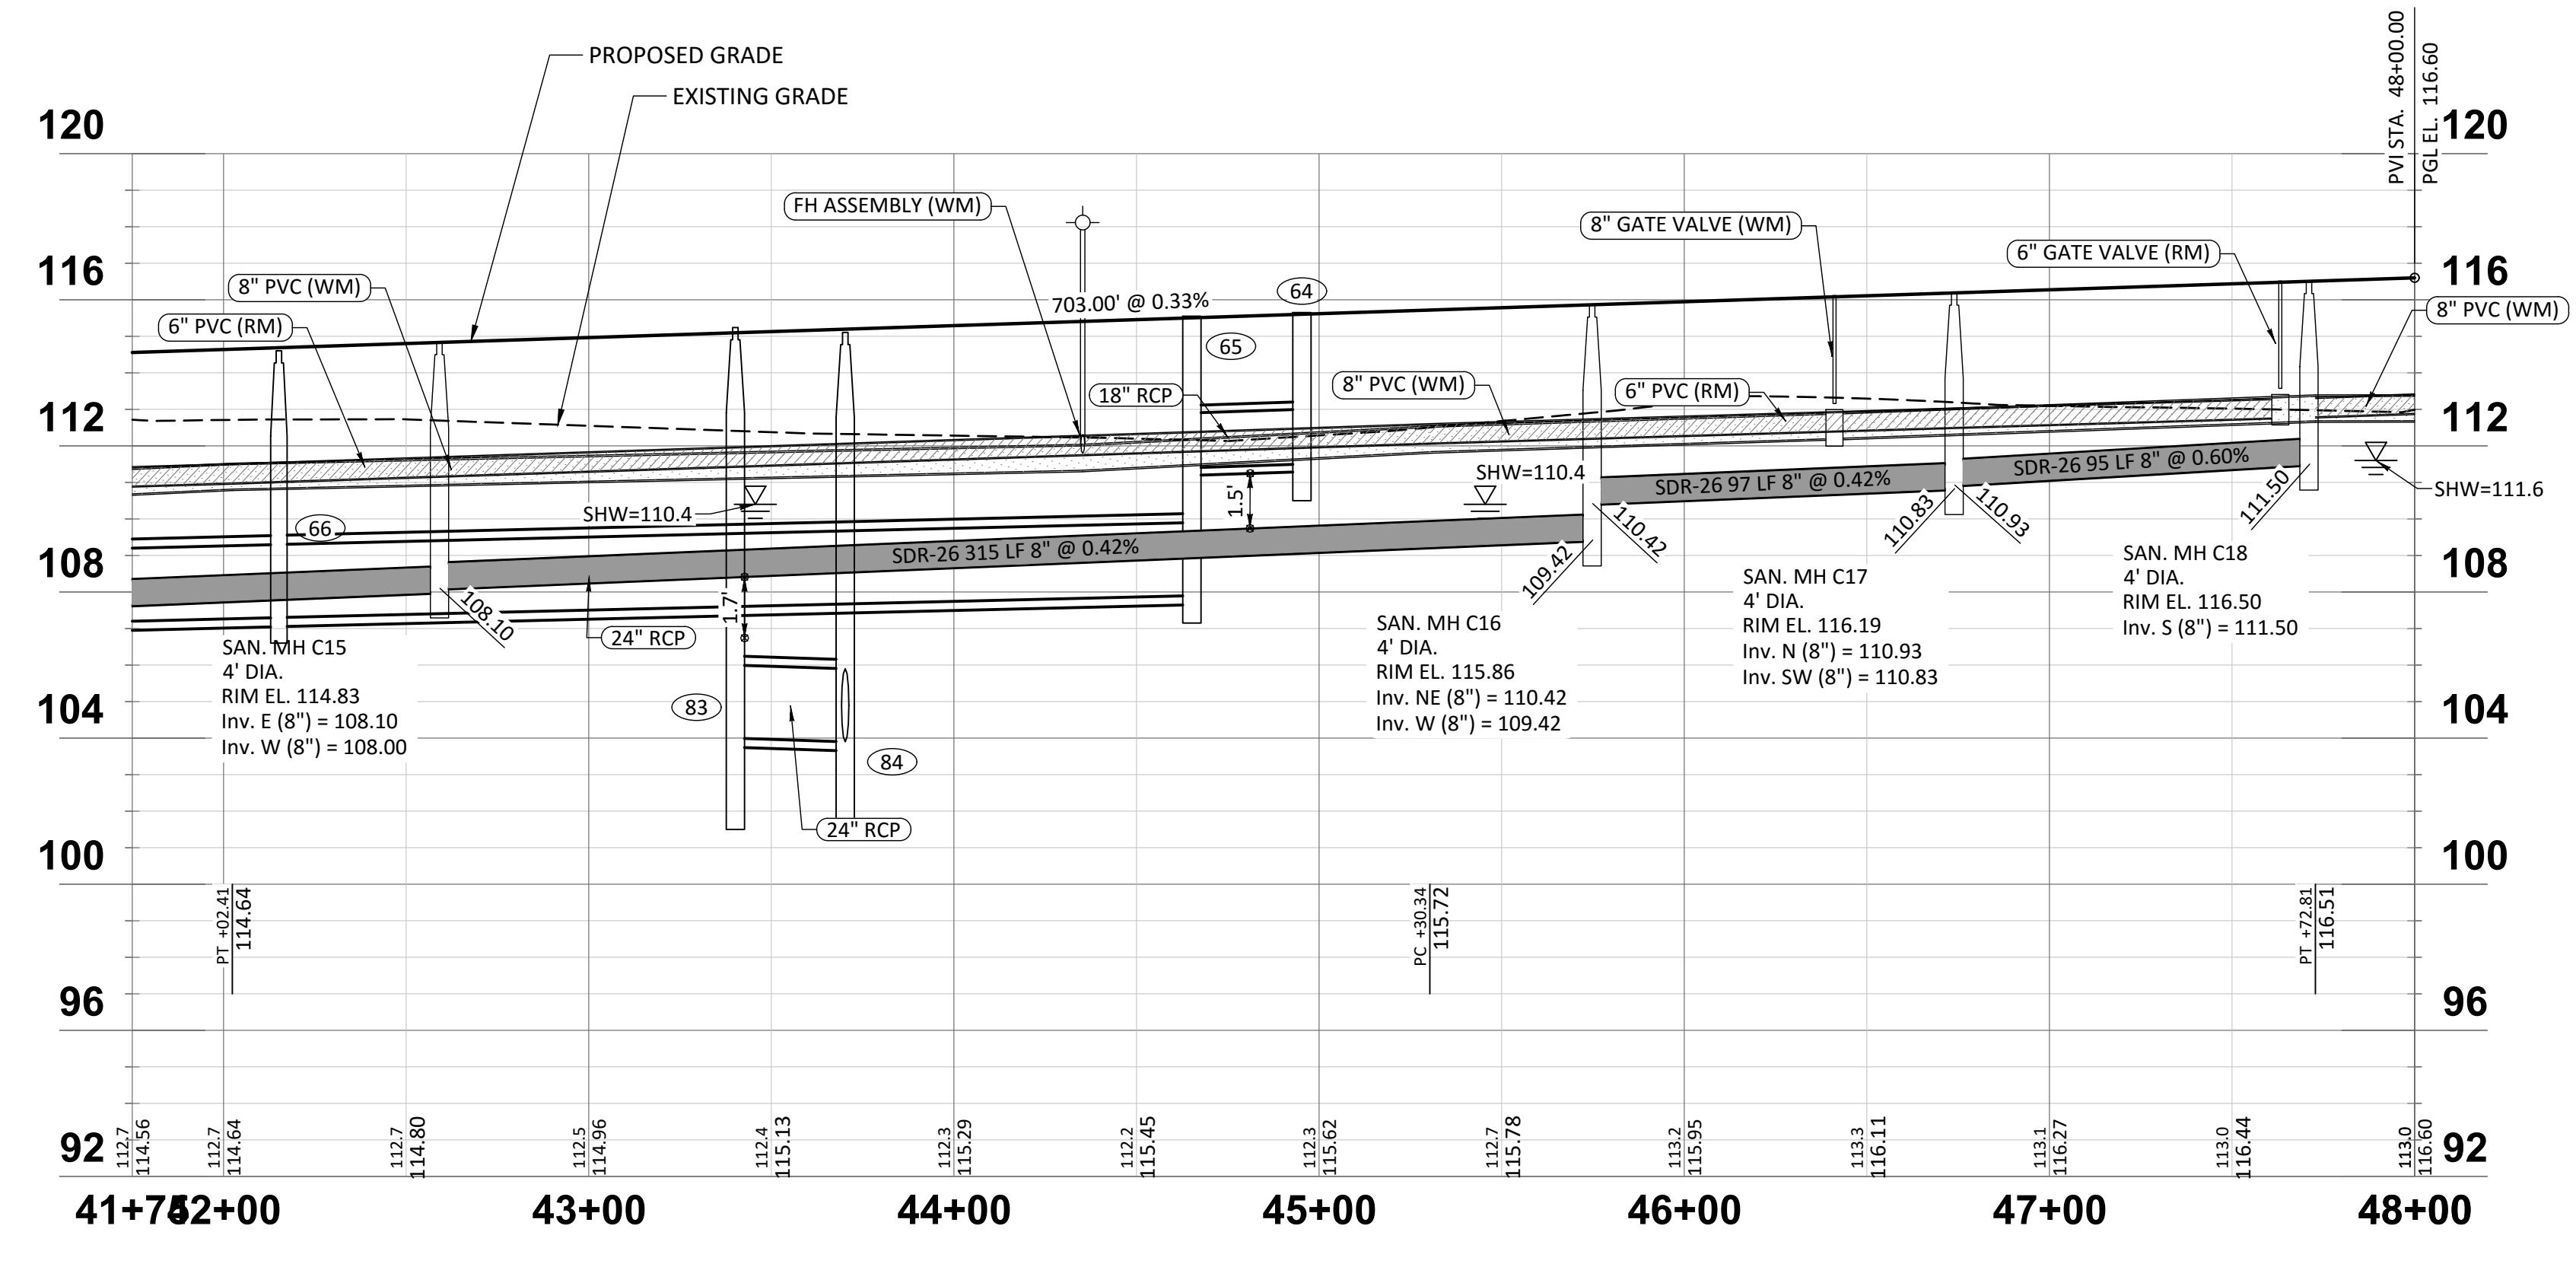 PROPOSED GRADE
EXISTING GRADE
PVI STA. 48+00.00
PGL EL. 116.60
120
120
FH ASSEMBLY (WM)
8" GATE VALVE (WM)
6" GATE VALVE (RM)
116
116
8" PVC (WM)
703.00' @ 0.33%
64
8" PVC (WM)
6" PVC (RM)
65
18" RCP
8" PVC (WM)
6" PVC (RM)
112
112
SHW=110.4
SHW=110.4
1.5'
SDR-26 97 LF 8" @ 0.42%
SDR-26 95 LF 8" @ 0.60%
SHW=111.6
66
110.42
110.83
110.93
111.50
108
108
SDR-26 315 LF 8" @ 0.42%
109.42
108.10
1.7'
24" RCP
SAN. MH C15
4' DIA.
RIM EL. 114.83
Inv. E (8") = 108.10
Inv. W (8") = 108.00
SAN. MH C16
4' DIA.
RIM EL. 115.86
Inv. NE (8") = 110.42
Inv. W (8") = 109.42
SAN. MH C17
4' DIA.
RIM EL. 116.19
Inv. N (8") = 110.93
Inv. SW (8") = 110.83
SAN. MH C18
4' DIA.
RIM EL. 116.50
Inv. S (8") = 111.50
104
104
83
84
24" RCP
100
100
PT +02.41
114.64
PC +30.34
115.72
PT +72.81
116.51
96
96
92
92
112.7
114.56
112.7
114.64
112.7
114.80
112.5
114.96
112.4
115.13
112.3
115.29
112.2
115.45
112.3
115.62
112.7
115.78
113.2
115.95
113.3
116.11
113.1
116.27
113.0
116.44
113.0
116.60
41+75
42+00
43+00
44+00
45+00
46+00
47+00
48+00